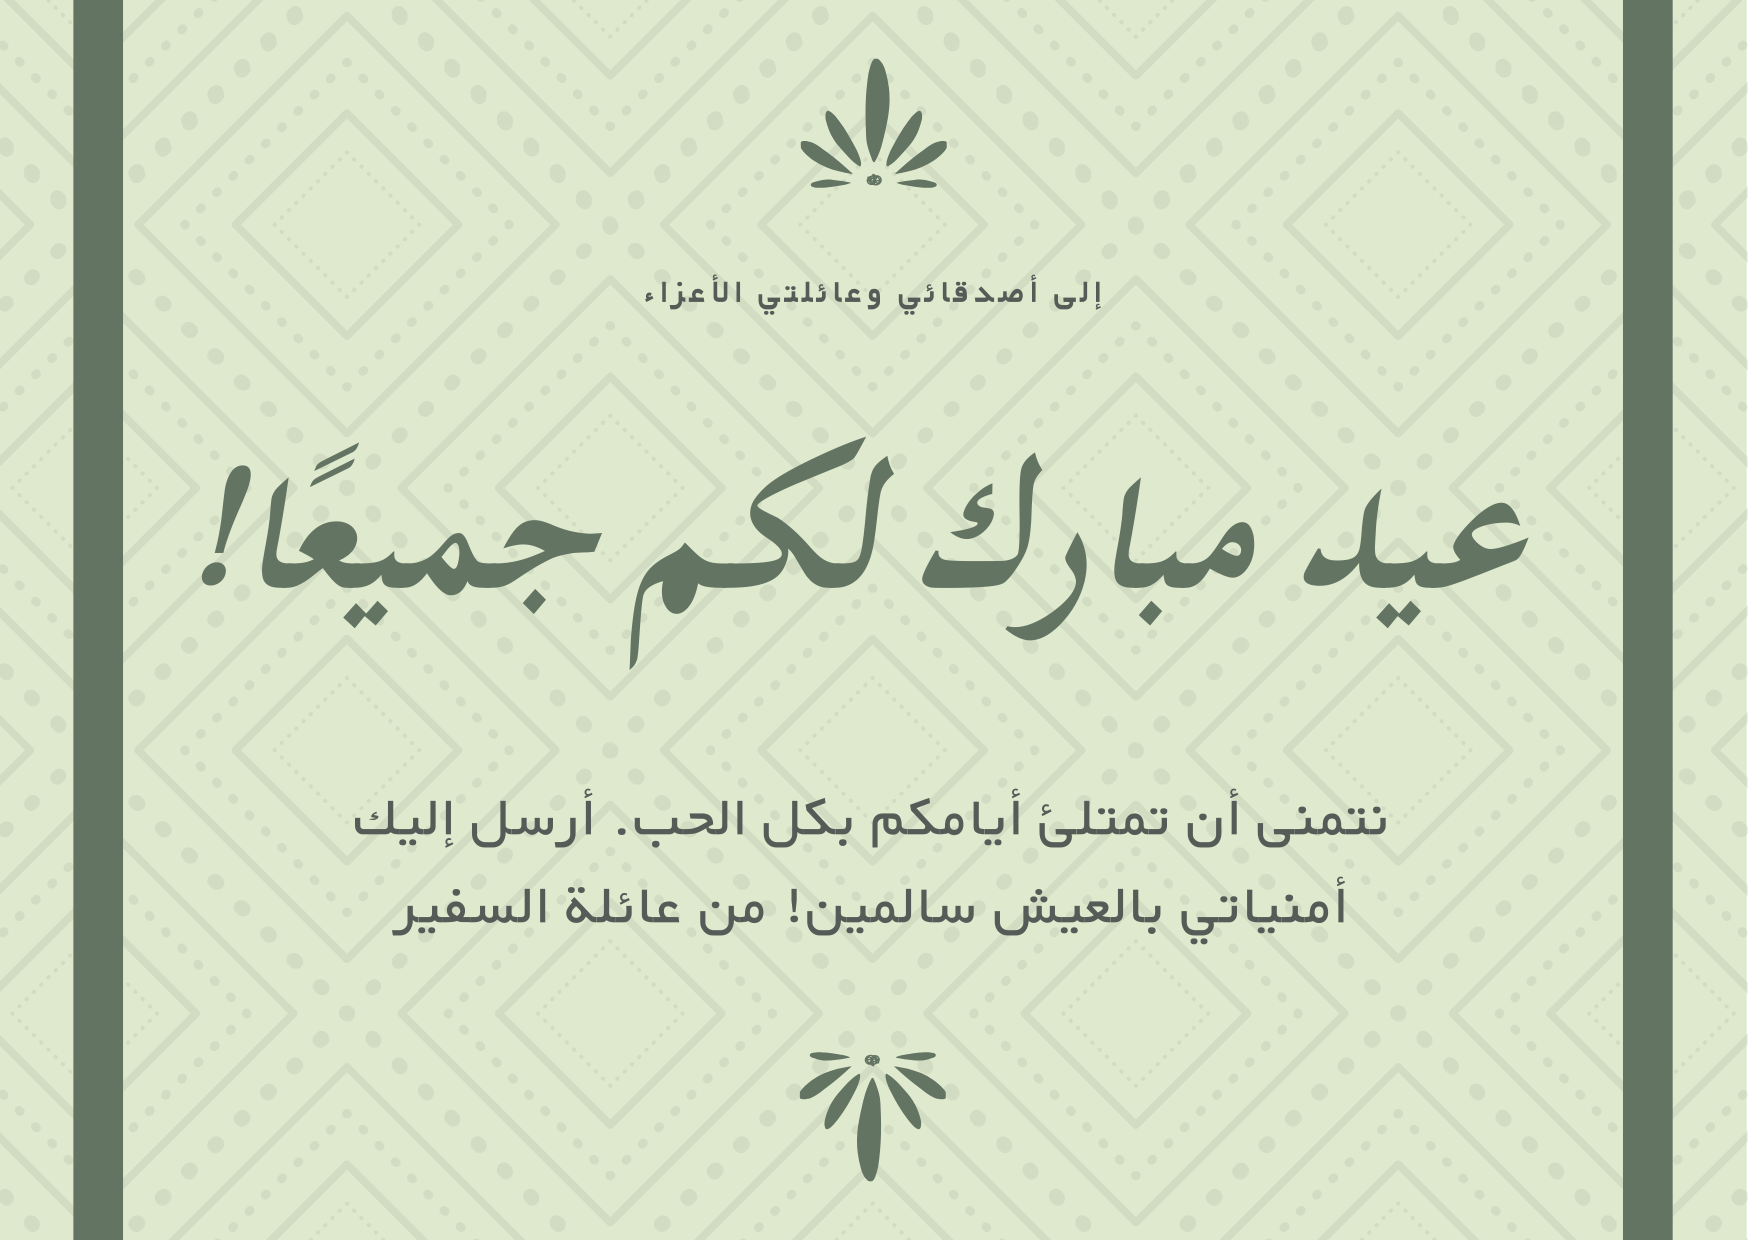 إلى أصدقائي وعائلتي الأعزاء
عيد مبارك لكم جميعًا!
نتمنى أن تمتلئ أيامكم بكل الحب. أرسل إليك
أمنياتي بالعيش سالمين! من عائلة السفير